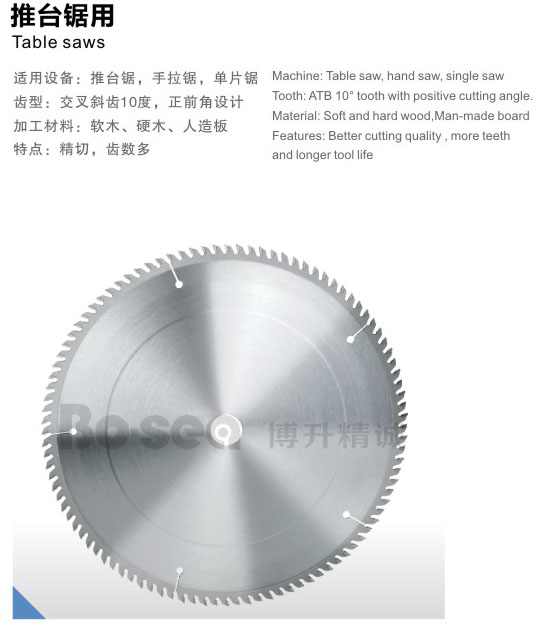 推台锯用
Table saws
适用设备：推台锯，手拉锯，单片锯
齿型：交叉斜齿10度，正前角设计
加工材料：软木、硬木、人造板
特点：精切，齿数多
Machine: Table saw, hand saw, single saw
Tooth: ATB 10° tooth with positive cutting angle.
Material: Soft and hard wood,Man-made board
Features: Better cutting quality , more teeth
and longer tool life
Bo-sea 博升精诚